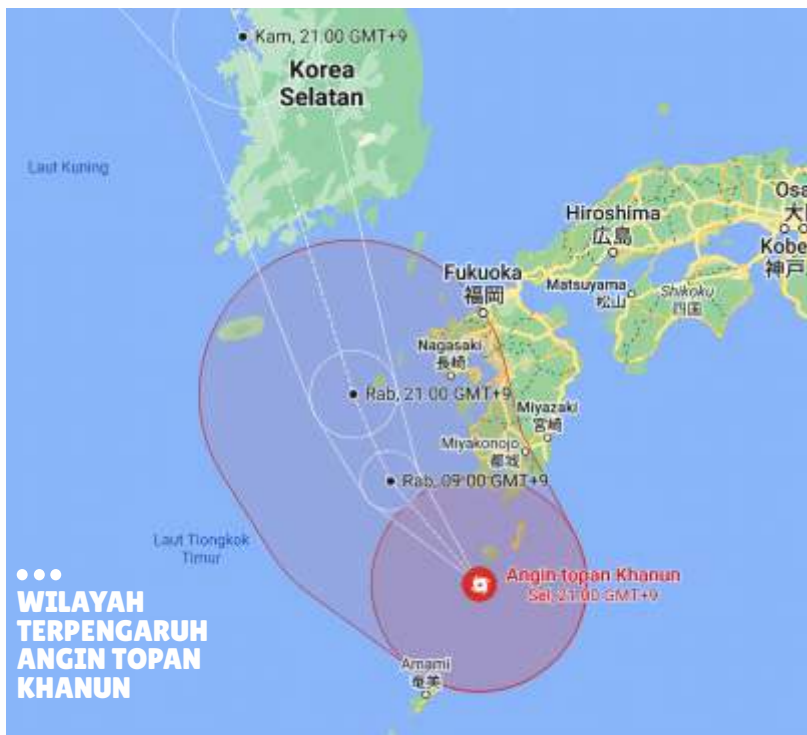 Kam, 21:00 GMT+9
Korea
Selatan
Laut Kuning
Hiroshima
広島
Osa
大
Kobe
神戸
Fukuoka
福岡
Matsuyama
松山
Shikoku
四国
Nagasaki
長崎
Rab, 21:00 GMT+9
Miyazaki
宮崎
Miyakonojo
都城
Rab, 09:00 GMT+9
Laut Tiongkok
Timur
Angin topan Khanun
Sel, 21:00 GMT+9
WILAYAH
TERPENGARUH
ANGIN TOPAN
KHANUN
Amami
奄美